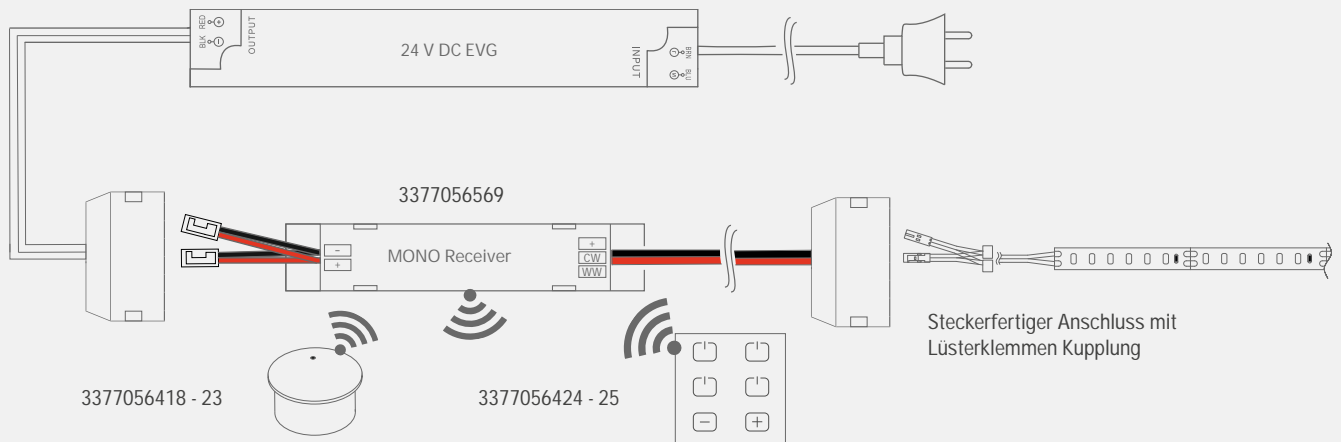 RED +
BLK -
OUTPUT
24 V DC EVG
INPUT
BRN L
BLU N
3377056569
-
+
MONO Receiver
+
CW
WW
3377056418 - 23
3377056424 - 25
- +
Steckerfertiger Anschluss mit
Lüsterklemmen Kupplung